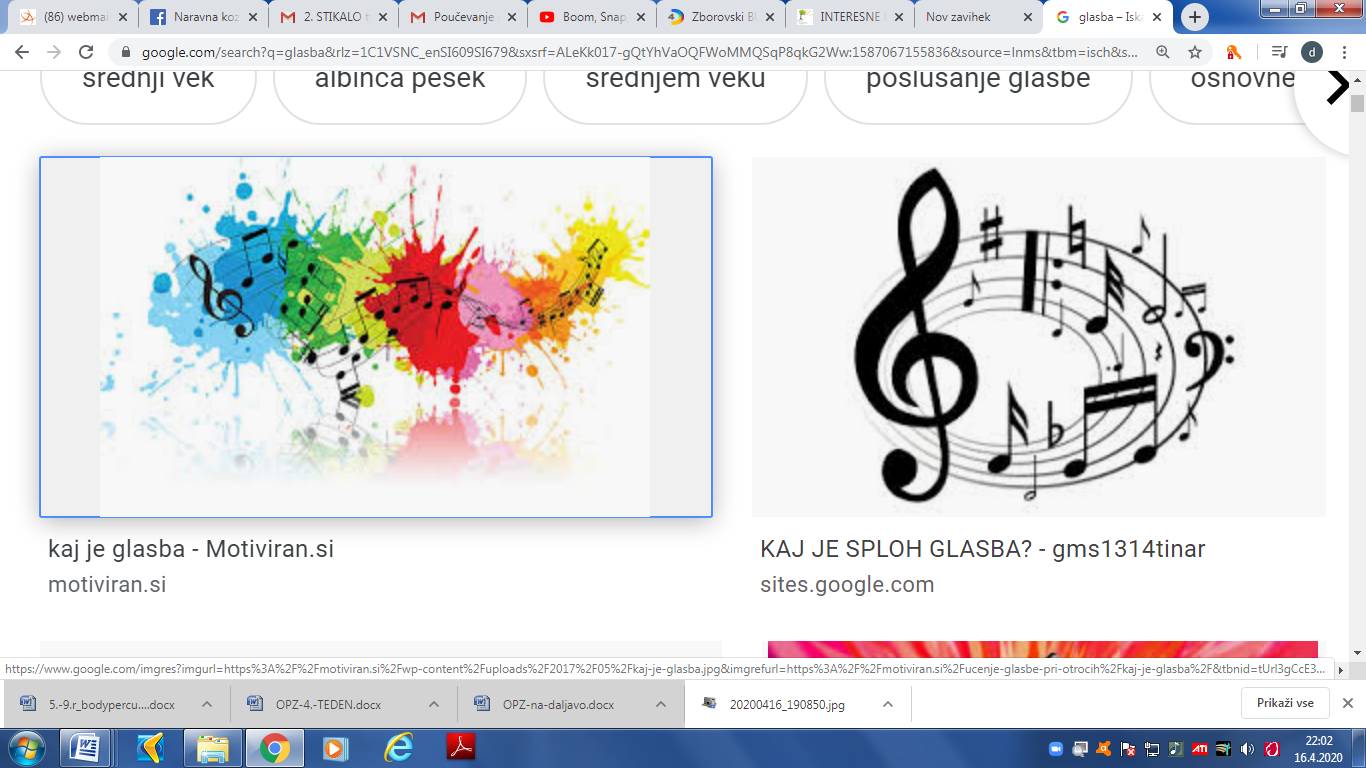 (86) webmai
Naravna koz
2. STIKALO t
Poučevanje
Boom, Snap
Zborovski B
INTERESNE
Nov zavihek
glasba – Iska
google.com/search?q=glasba&rlz=1C1VSNC_enSI609SI679&sxsrf=ALeKk017-gQtYhVaOQFWoMMQSqP8qkG2Ww:1587067155836&source=lnms&tbm=isch&s...
d
srednji vek
albinca pesek
srednjem veku
poslusanje glasbe
osnovne
kaj je glasba - Motiviran.si
motiviran.si
KAJ JE SPLOH GLASBA? - gms1314tinar
sites.google.com
https://www.google.com/imgres?imgurl=https%3A%2F%2Fmotiviran.si%2Fwp-content%2Fuploads%2F2017%2F05%2Fkaj-je-glasba.jpg&imgrefurl=https%3A%2F%2Fmotiviran.si%2Fucenje-glasbe-pri-otrocih%2Fkaj-je-glasba%2F&tbnid=tUrl3gCcE3...
5.-9.r_bodypercu....docx
OPZ-4.-TEDEN.docx
OPZ-na-daljavo.docx
20200416_190850.jpg
Prikaži vse
ATI
22:02
16.4.2020